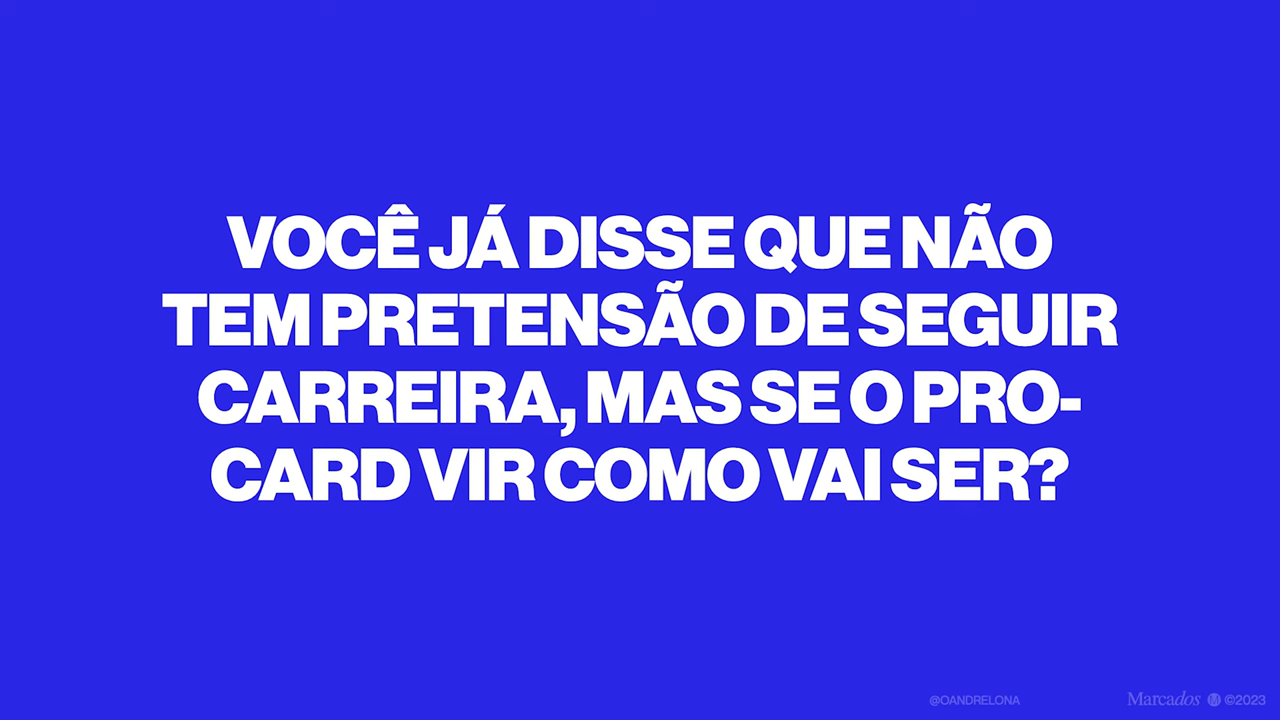 VOCÊ JÁ DISSE QUE NÃO
TEM PRETENSÃO DE SEGUIR
CARREIRA, MAS SE O PRO-
CARD VIR COMO VAI SER?
@OANDRELONA
Marcados M ©2023